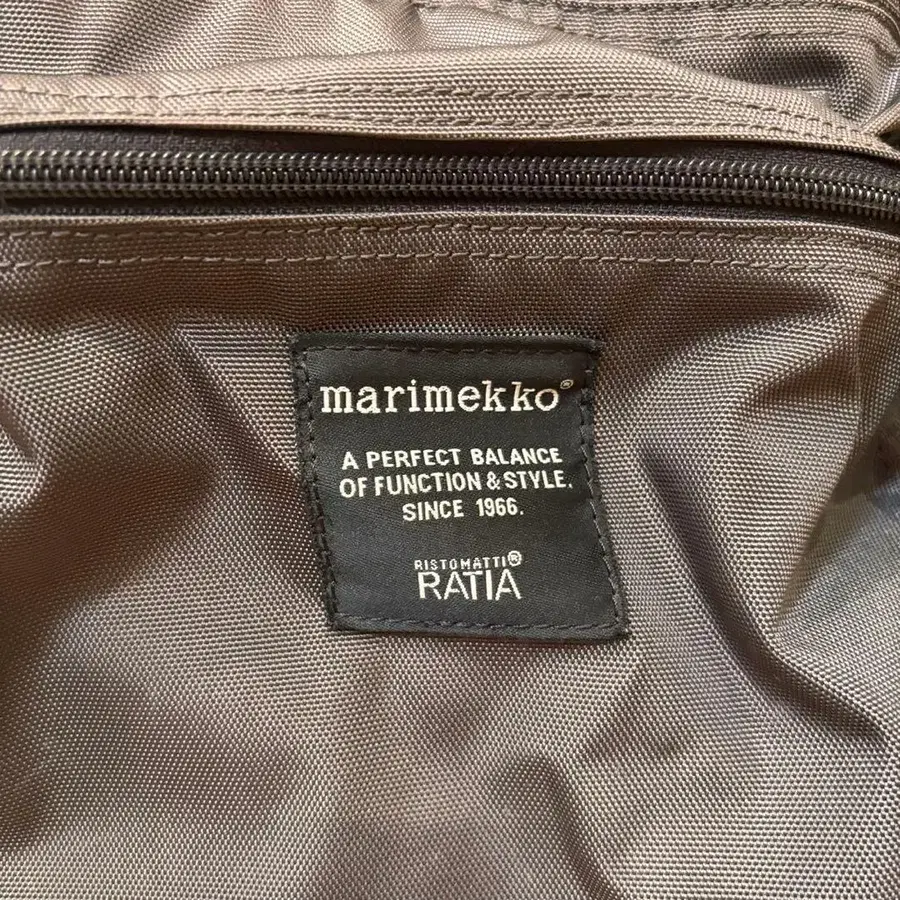 marimekko®
A PERFECT BALANCE
OF FUNCTION & STYLE.
SINCE 1966.
RISTOMATTI®
RATIA